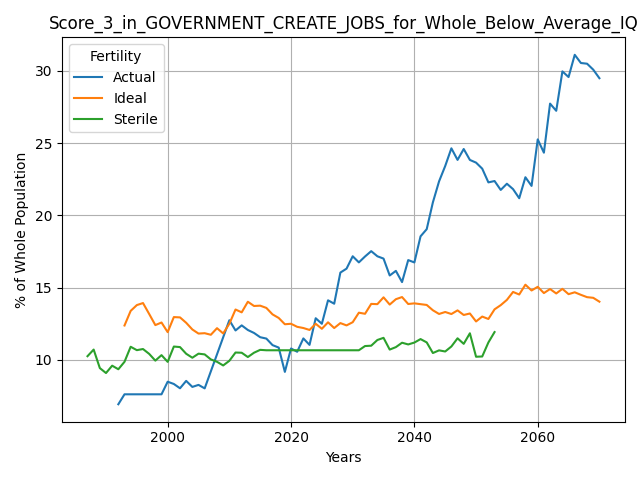 Score_3_in_GOVERNMENT_CREATE_JOBS_for_Whole_Below_Average_IQ
Fertility
Actual
Ideal
Sterile
% of Whole Population
30
25
20
15
10
2000
2020
2040
2060
Years